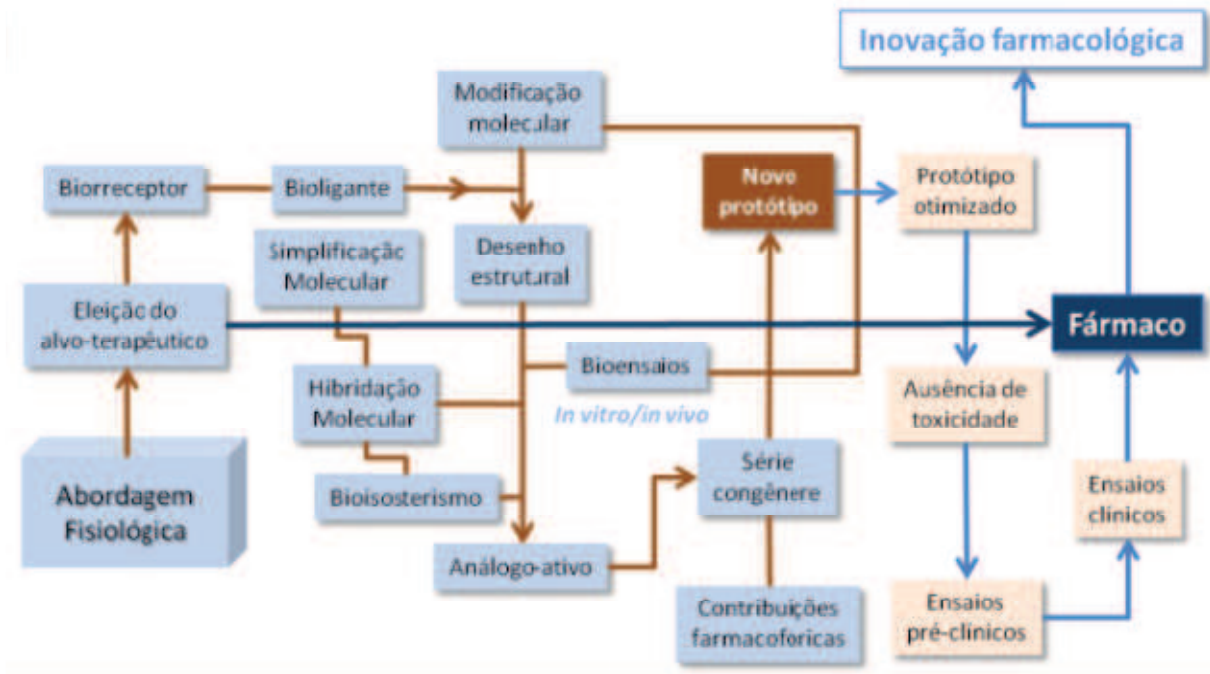 Inovação farmacológica
Modificação
molecular
Biorreceptor
Bioligante
Novo
protótipo
Protótipo
otimizado
Simplificação
Molecular
Desenho
estrutural
Eleição do
alvo-terapêutico
Fármaco
Bioensaios
Hibridação
Molecular
In vitro/in vivo
Ausência de
toxicidade
Série
congênere
Abordagem
Fisiológica
Bioisosterismo
Ensaios
clínicos
Análogo-ativo
Contribuições
farmacoforicas
Ensaios
pré-clínicos